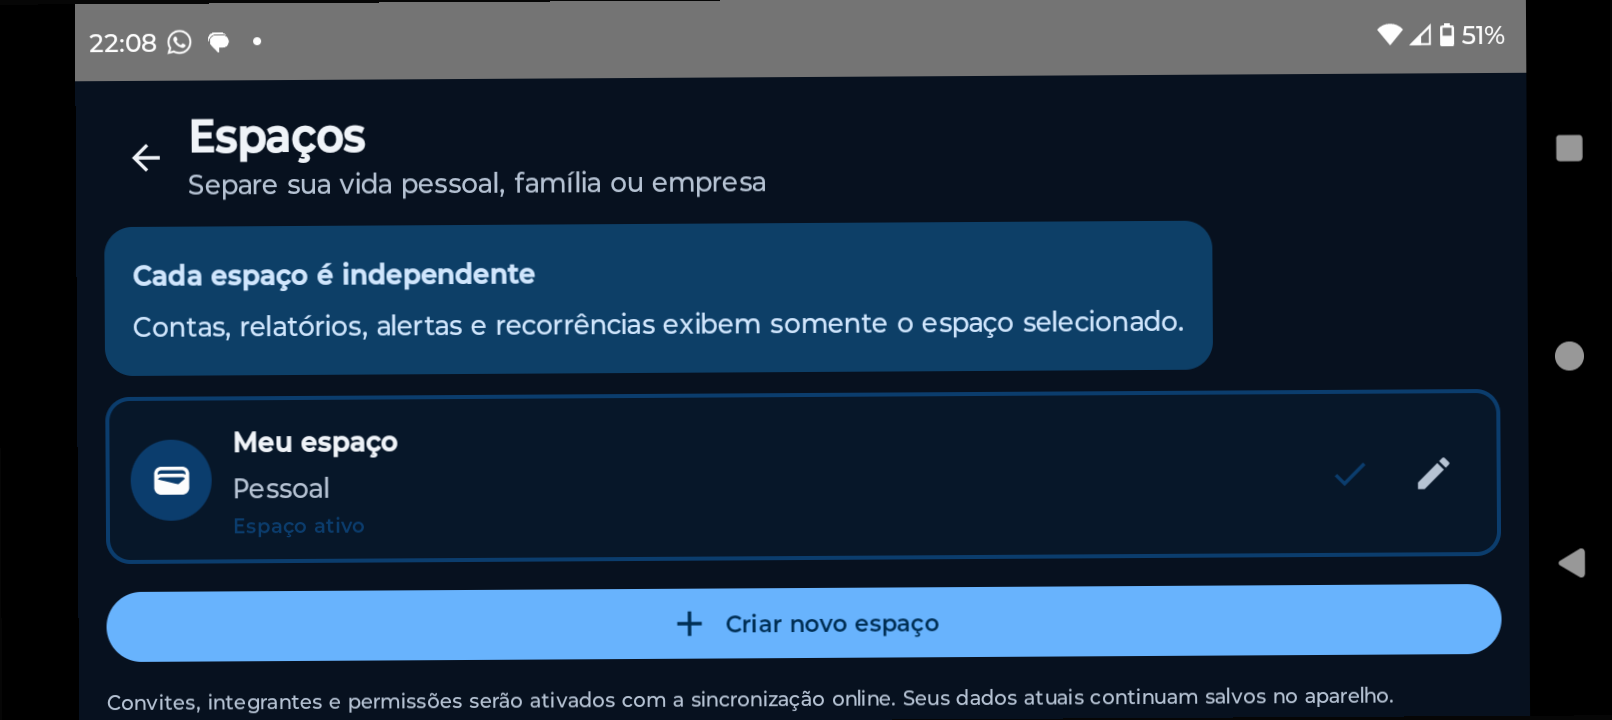 22:08
51%
Espaços
Separe sua vida pessoal, família ou empresa
Cada espaço é independente
Contas, relatórios, alertas e recorrências exibem somente o espaço selecionado.
Meu espaço
Pessoal
Espaço ativo
Criar novo espaço
Convites, integrantes e permissões serão ativados com a sincronização online. Seus dados atuais continuam salvos no aparelho.